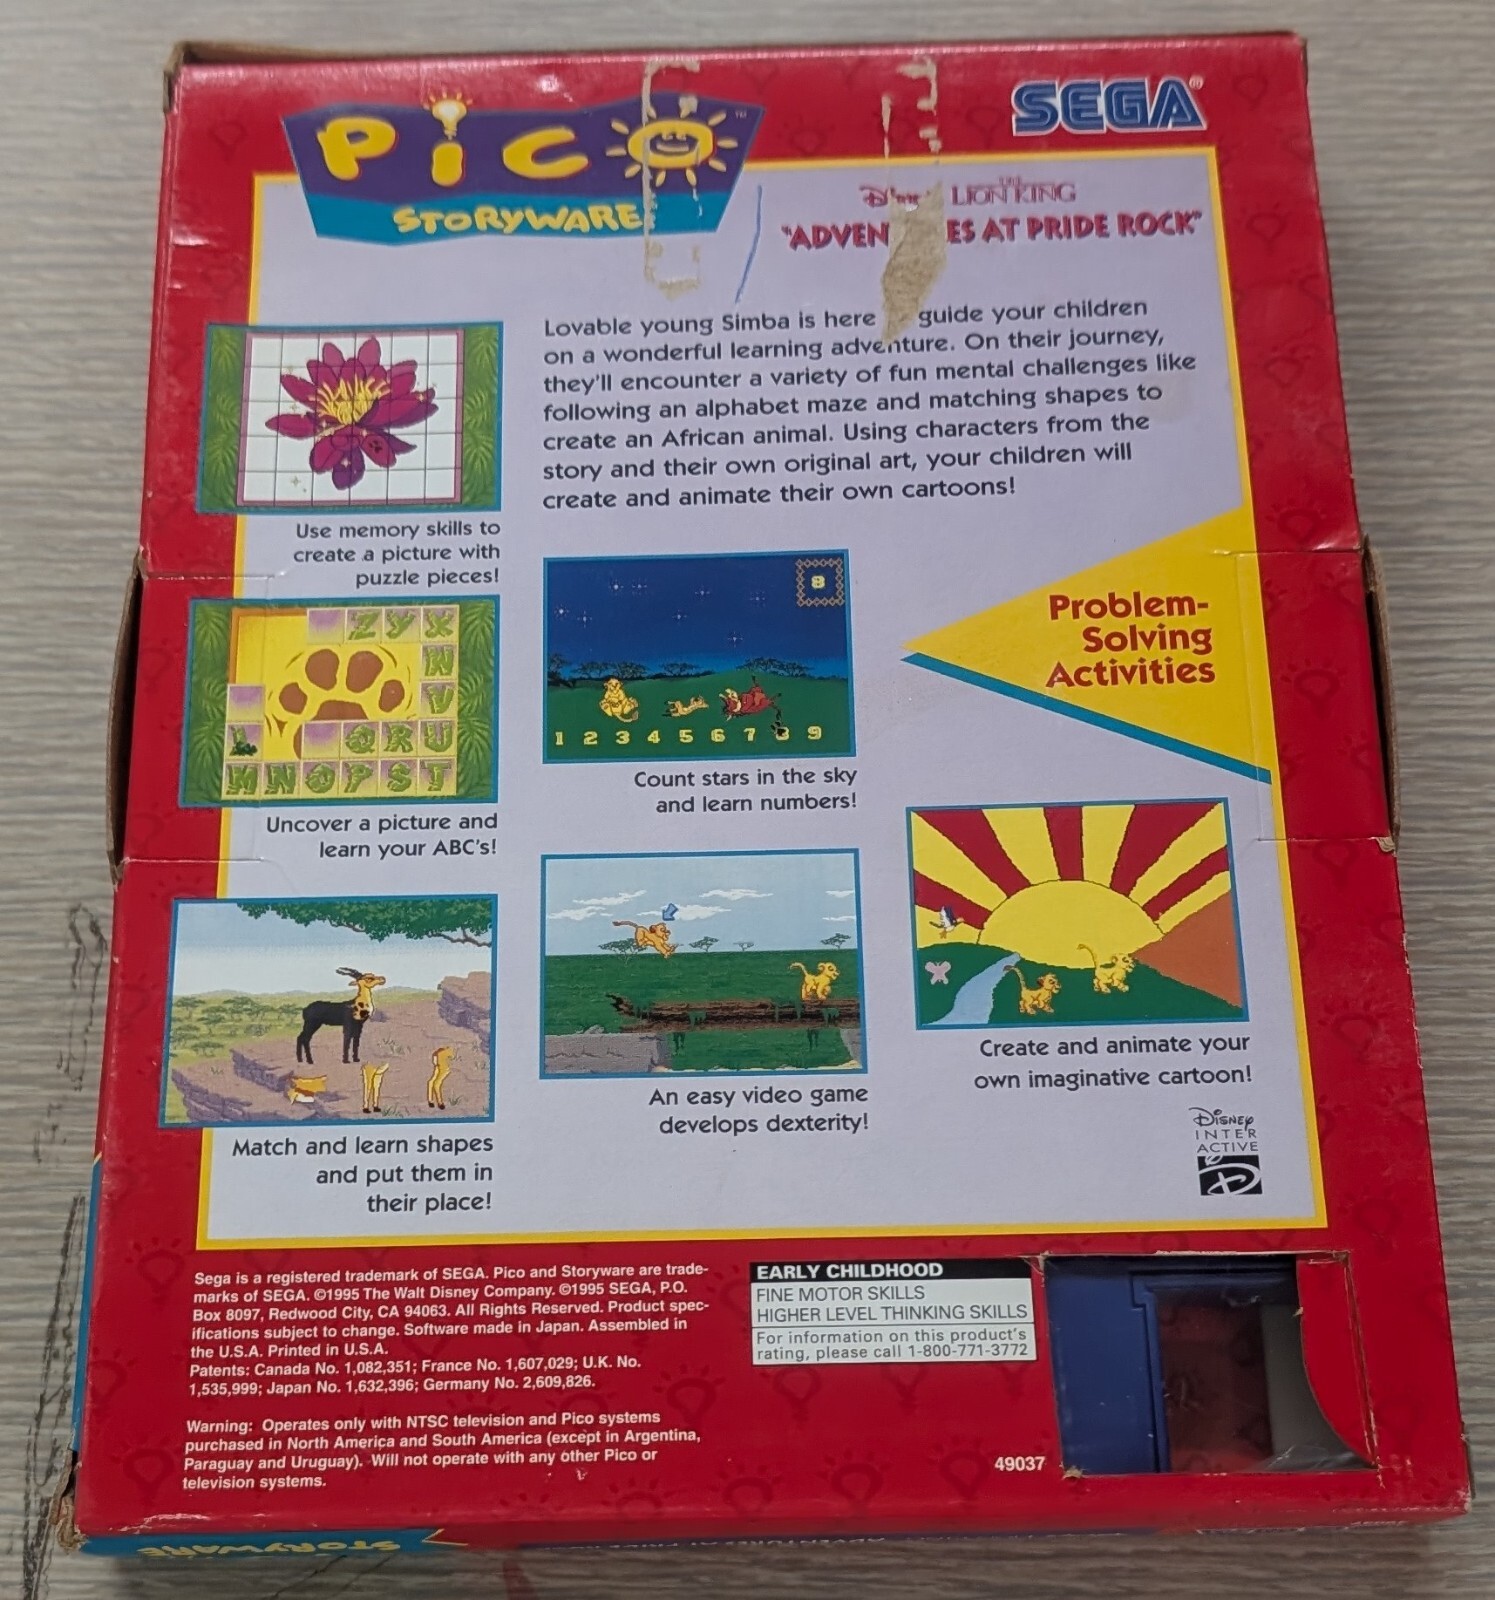 PICO
STORYWARE
SEGA®
THE
LION KING
ES AT PRIDE ROCK"
Lovable young Simba is here guide your children
on a wonderful learning adventure. On their journey,
they'll encounter a variety of fun mental challenges like
following an alphabet maze and matching shapes to
create an African animal. Using characters from the
story and their own original art, your children will
create and animate their own cartoons!
Use memory skills to
create a picture with
puzzle pieces!
Z Y X
W
V
L Q R U
M N O P S T
Uncover a picture and
learn your ABC's!
Match and learn shapes
and put them in
their place!
8
1 2 3 4 5 6 7 8 9
Count stars in the sky
and learn numbers!
An easy video game
develops dexterity!
Problem-
Solving
Activities
Create and animate your
own imaginative cartoon!
DISNEY
INTER
ACTIVE
D
Sega is a registered trademark of SEGA. Pico and Storyware are trade-
marks of SEGA. ©1995 The Walt Disney Company. ©1995 SEGA, P.O.
Box 8097, Redwood City, CA 94063. All Rights Reserved. Product spec-
ifications subject to change. Software made in Japan. Assembled in
the U.S.A. Printed in U.S.A.
Patents: Canada No. 1,082,351; France No. 1,607,029; U.K. No.
1,535,999; Japan No. 1,632,396; Germany No. 2,609,826.
Warning: Operates only with NTSC television and Pico systems
purchased in North America and South America (except in Argentina,
Paraguay and Uruguay). Will not operate with any other Pico or
television systems.
EARLY CHILDHOOD
FINE MOTOR SKILLS
HIGHER LEVEL THINKING SKILLS
For information on this product's
rating, please call 1-800-771-3772
49037
STORYWARE